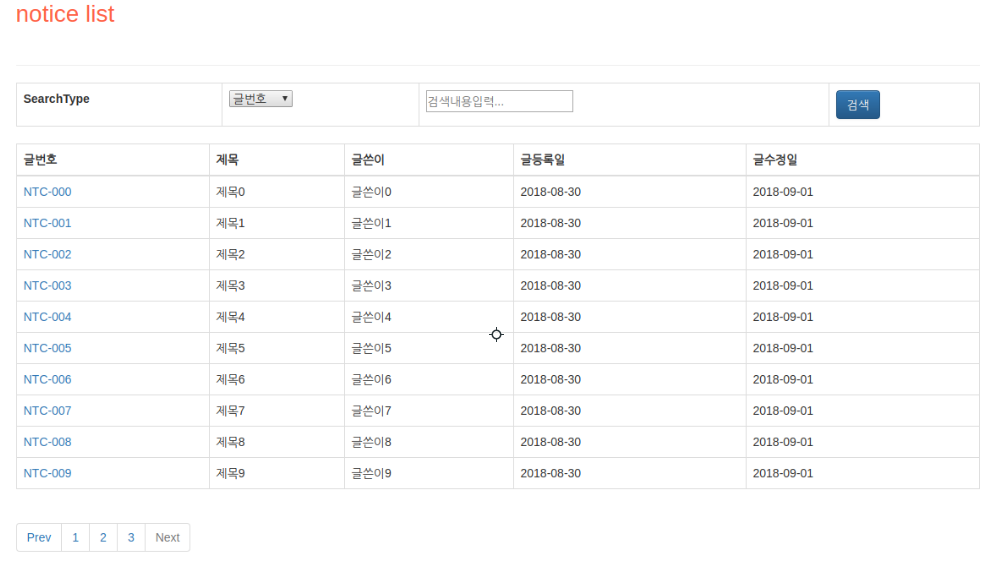 notice list
SearchType 글번호 검색내용입력... 검색
글번호 제목 글쓴이 글등록일 글수정일
NTC-000 제목0 글쓴이0 2018-08-30 2018-09-01
NTC-001 제목1 글쓴이1 2018-08-30 2018-09-01
NTC-002 제목2 글쓴이2 2018-08-30 2018-09-01
NTC-003 제목3 글쓴이3 2018-08-30 2018-09-01
NTC-004 제목4 글쓴이4 2018-08-30 2018-09-01
NTC-005 제목5 글쓴이5 2018-08-30 2018-09-01
NTC-006 제목6 글쓴이6 2018-08-30 2018-09-01
NTC-007 제목7 글쓴이7 2018-08-30 2018-09-01
NTC-008 제목8 글쓴이8 2018-08-30 2018-09-01
NTC-009 제목9 글쓴이9 2018-08-30 2018-09-01
Prev 1 2 3 Next